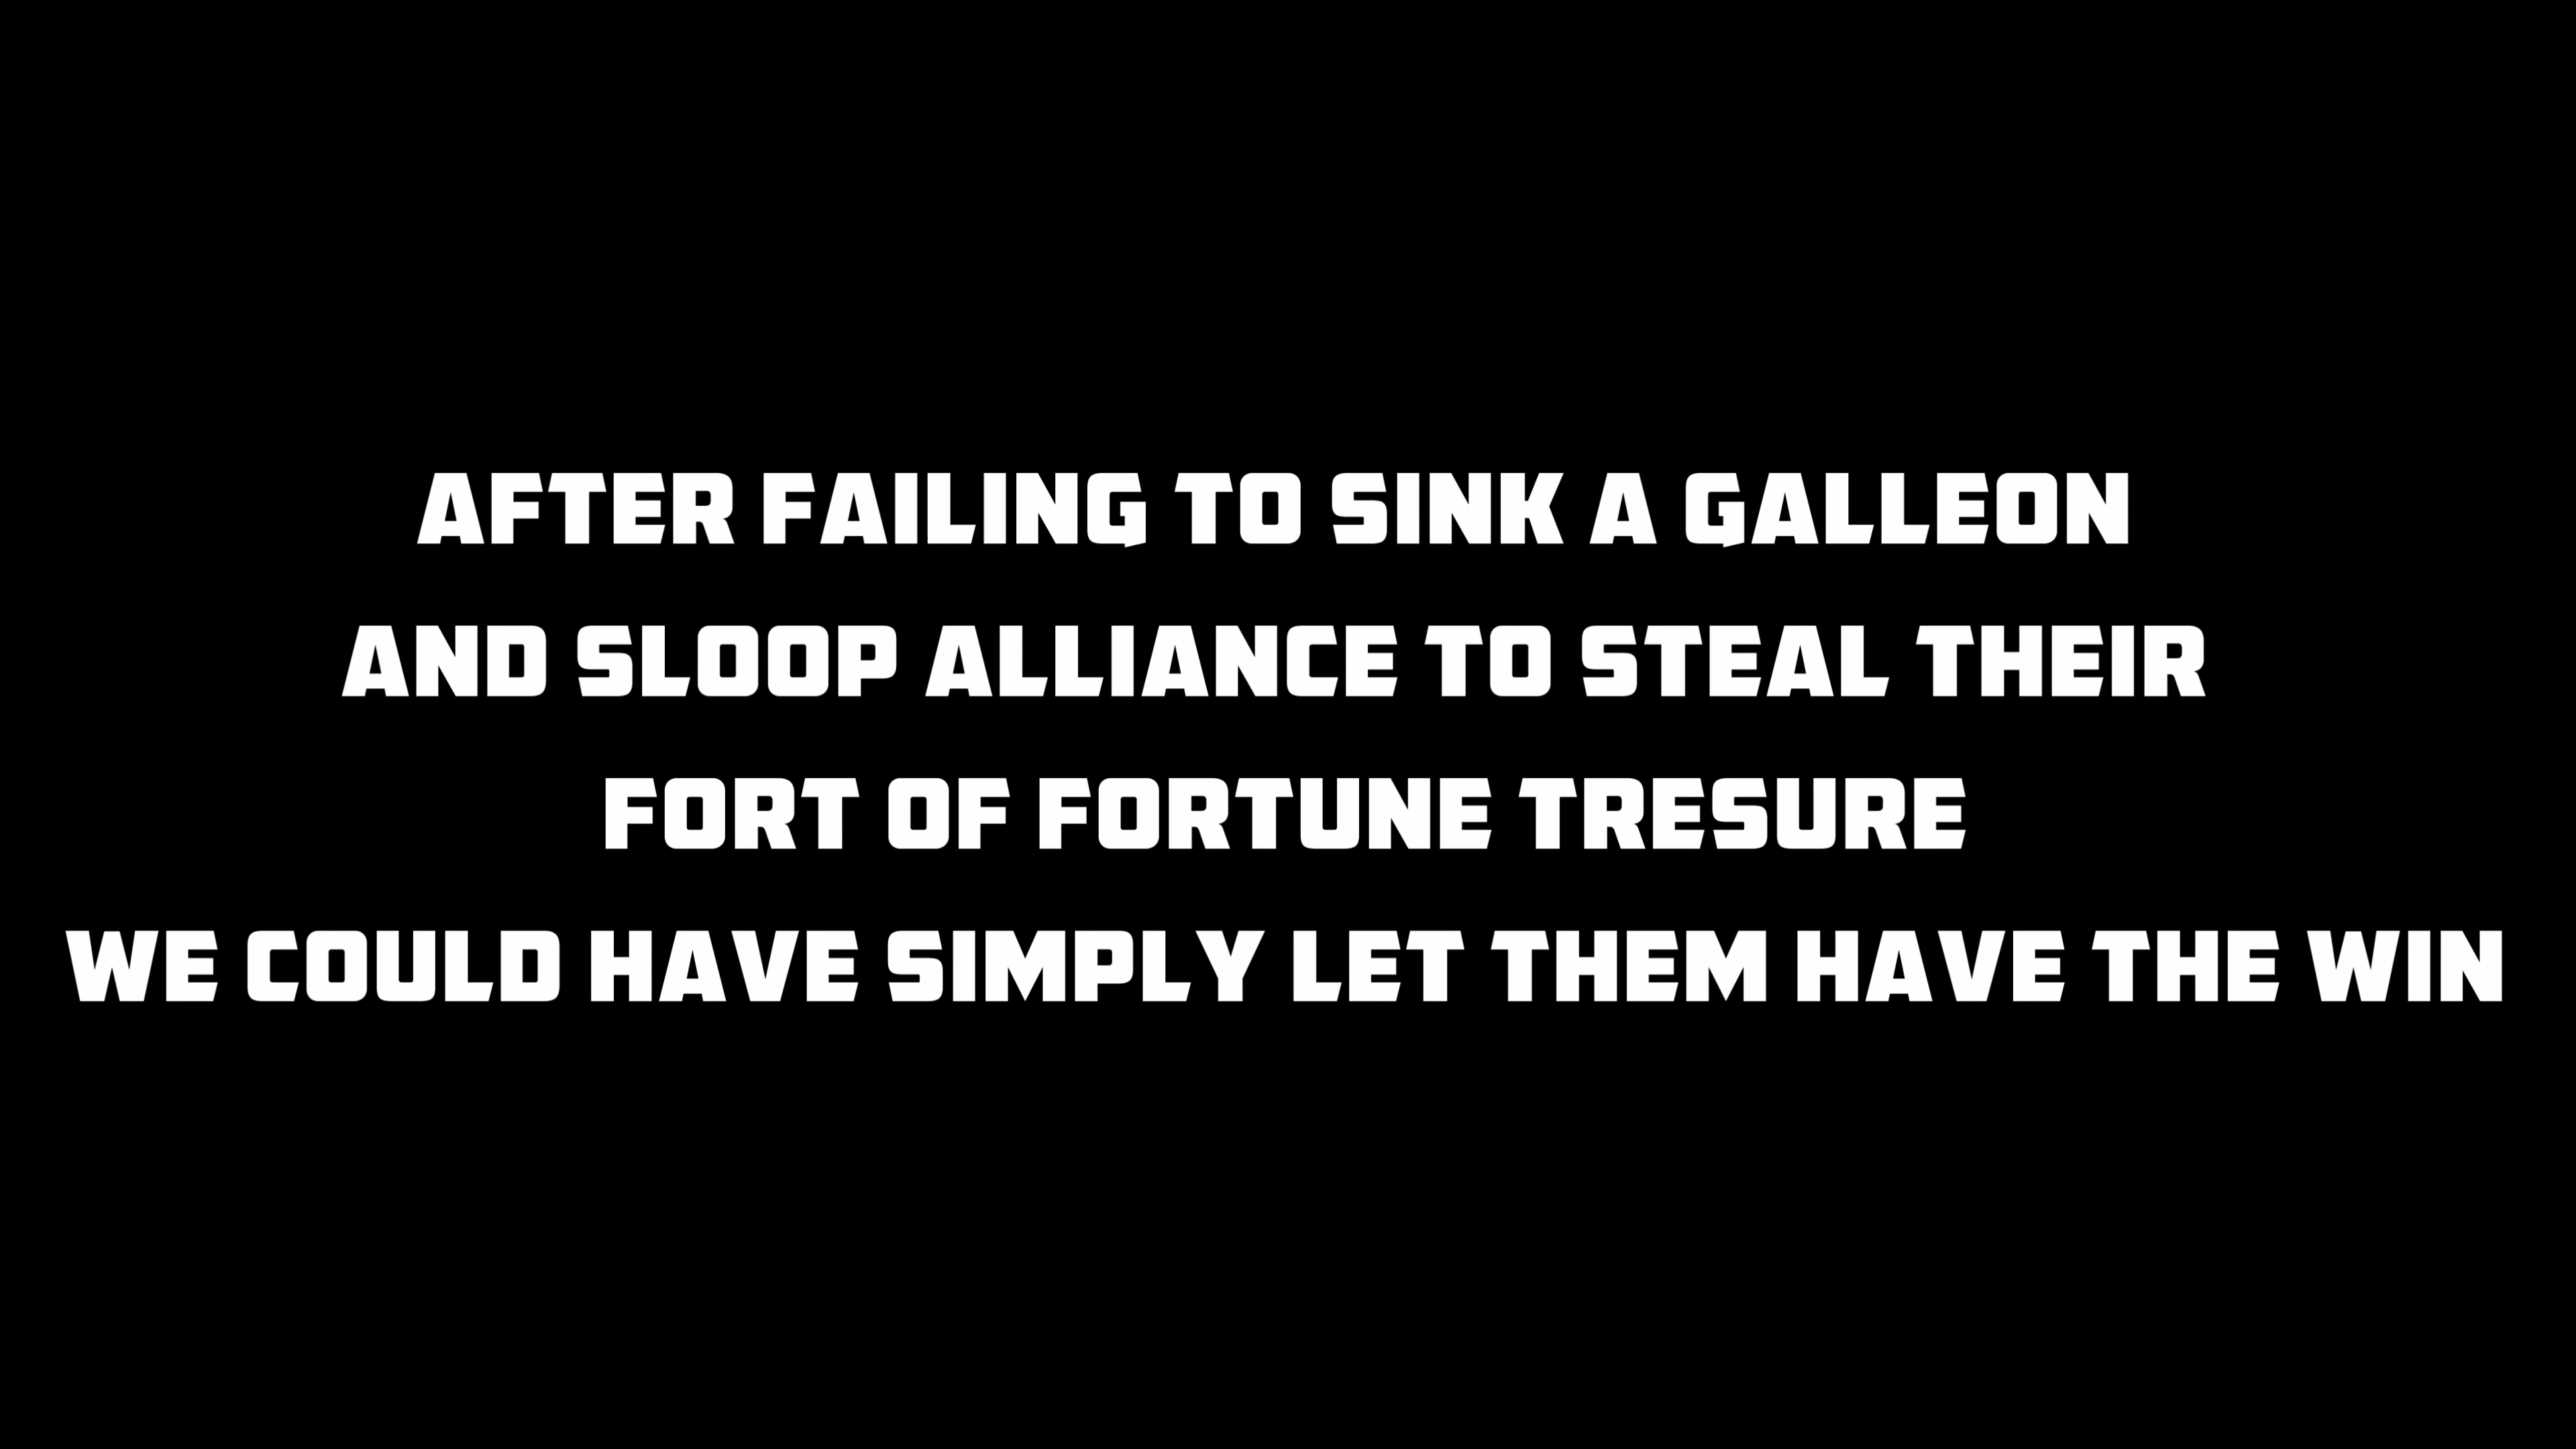 AFTER FAILING TO SINK A GALLEON
AND SLOOP ALLIANCE TO STEAL THEIR
FORT OF FORTUNE TRESURE
WE COULD HAVE SIMPLY LET THEM HAVE THE WIN